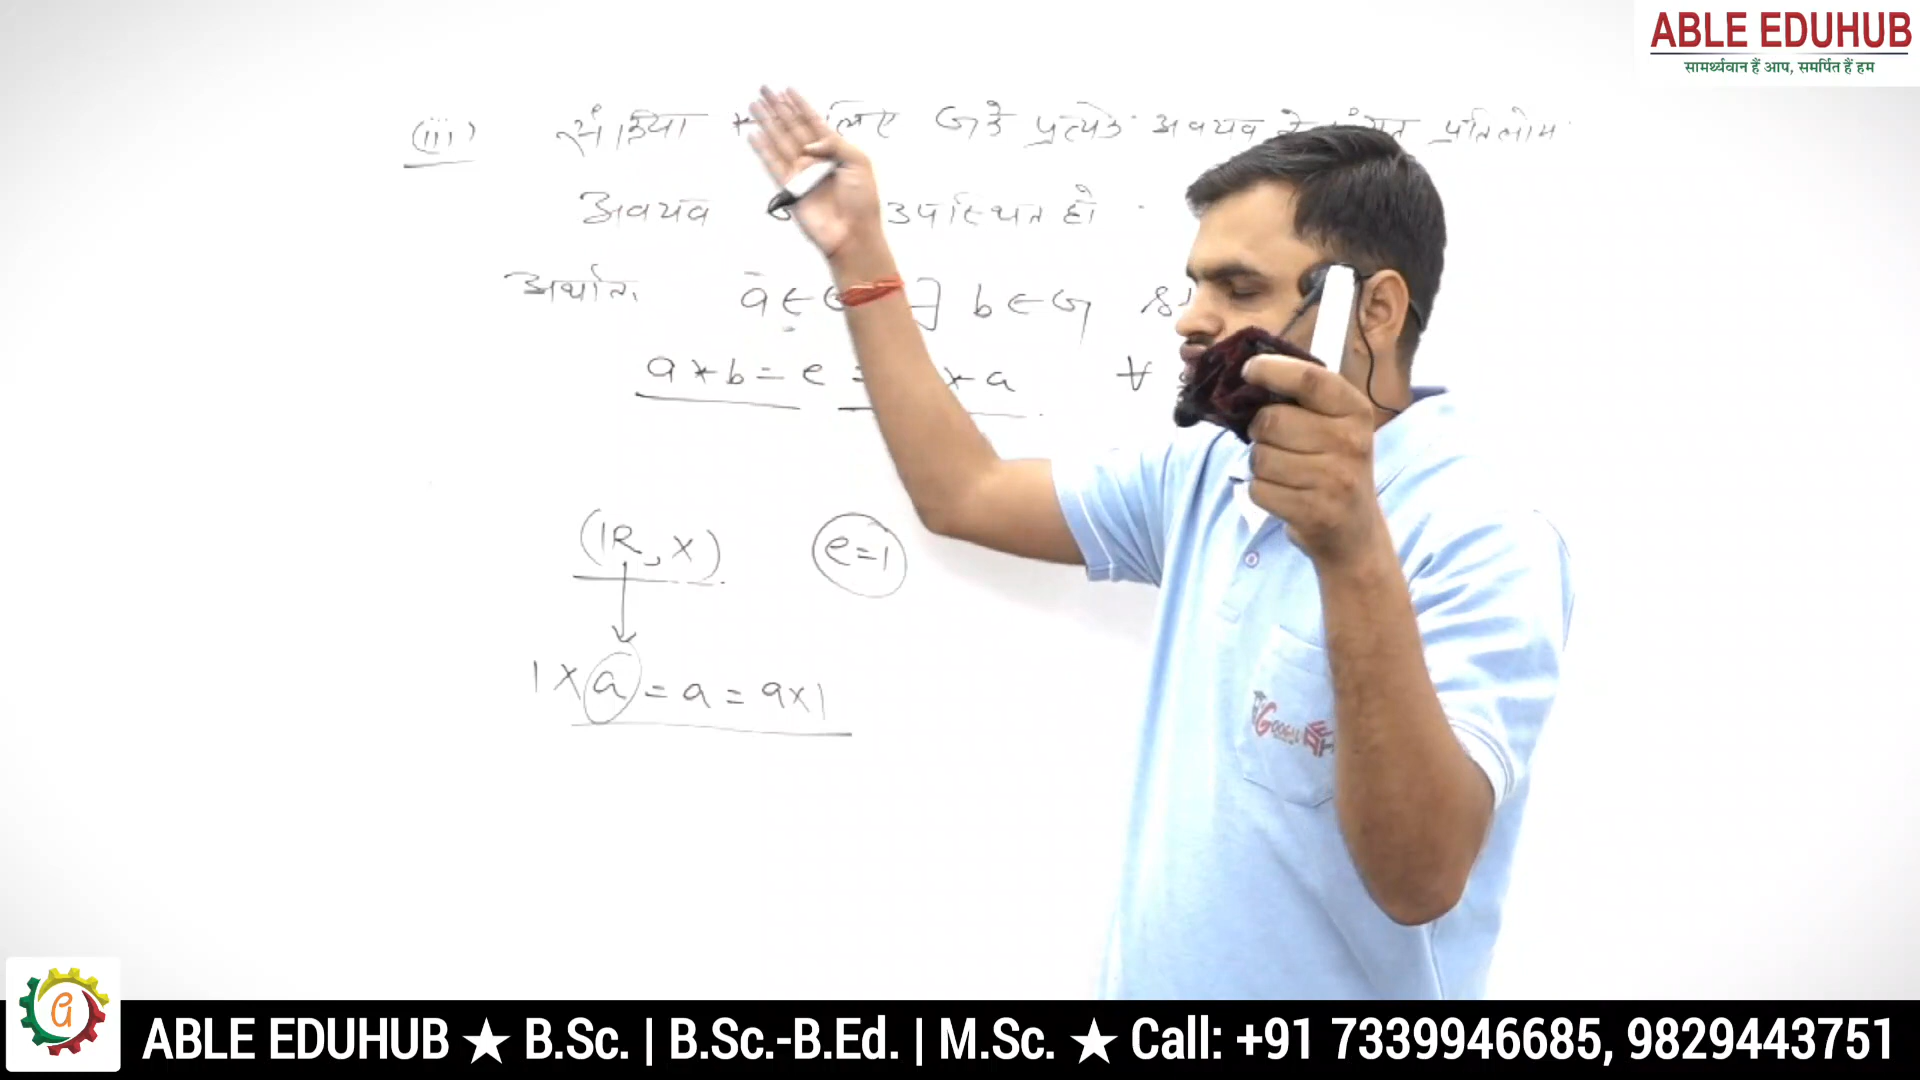 ABLE EDUHUB
सामर्थ्यवान हैं आप, समर्पित हैं हम
(iii) संक्रिया * लिए G के प्रत्येक अवयव के प्रतिलोम
अवयव उपस्थित हो
अर्थात a ∈ G ∃ b ∈ G
a * b = e = * a ∀
(IR, ×) e=1
1 × a = a = a×1
GOOGLE
ABLE EDUHUB ★ B.Sc. | B.Sc.-B.Ed. | M.Sc. ★ Call: +91 7339946685, 9829443751